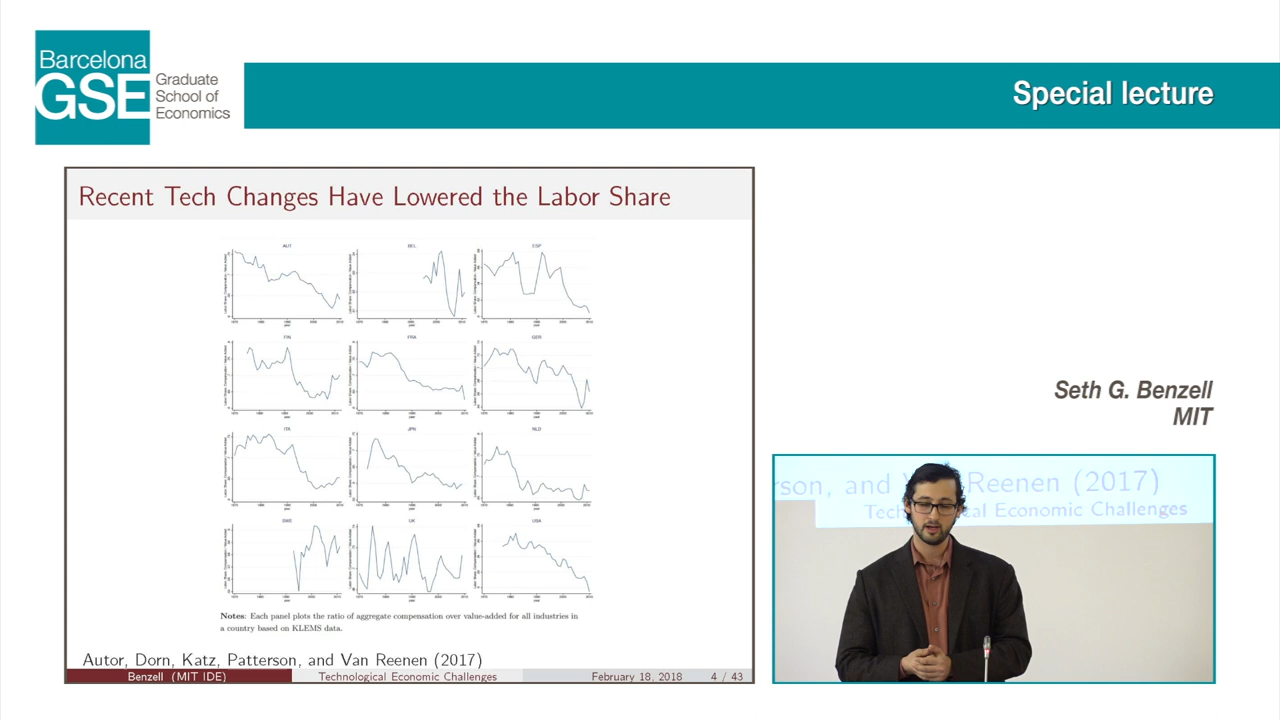 Barcelona
GSE
Graduate
School of
Economics
Special lecture
Recent Tech Changes Have Lowered the Labor Share
AUT
BEL
ESP
FIN
FRA
GER
ITA
JPN
NLD
SWE
UK
USA
Notes: Each panel plots the ratio of aggregate compensation over value-added for all industries in
a country based on KLEMS data.
Autor, Dorn, Katz, Patterson, and Van Reenen (2017)
Benzell (MIT IDE)
Technological Economic Challenges
February 18, 2018
4 / 43
Seth G. Benzell
MIT
rson, and V Reenen (2017)
Tech cal Economic Challenges